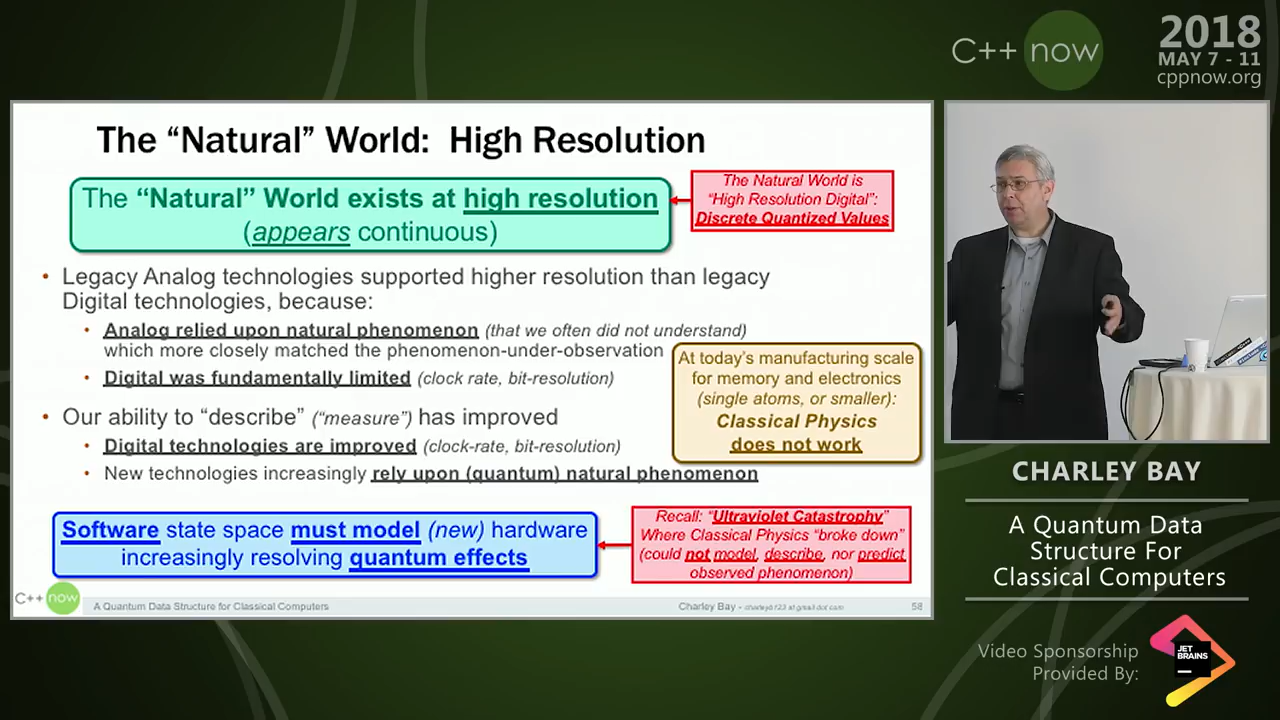 C++ now
2018
MAY 7 - 11
cppnow.org
The “Natural” World: High Resolution
The “Natural” World exists at high resolution
(appears continuous)
The Natural World is
“High Resolution Digital”:
Discrete Quantized Values
• Legacy Analog technologies supported higher resolution than legacy
Digital technologies, because:
• Analog relied upon natural phenomenon (that we often did not understand)
which more closely matched the phenomenon-under-observation
• Digital was fundamentally limited (clock rate, bit-resolution)
At today’s manufacturing scale
for memory and electronics
(single atoms, or smaller):
Classical Physics
does not work
• Our ability to “describe” (“measure”) has improved
• Digital technologies are improved (clock-rate, bit-resolution)
• New technologies increasingly rely upon (quantum) natural phenomenon
Software state space must model (new) hardware
increasingly resolving quantum effects
Recall: “Ultraviolet Catastrophy”
Where Classical Physics “broke down”
(could not model, describe, nor predict
observed phenomenon)
C++ now
A Quantum Data Structure for Classical Computers
Charley Bay - charleyb123 at gmail dot com
58
CHARLEY BAY
A Quantum Data
Structure For
Classical Computers
Video Sponsorship
Provided By:
JET
BRAINS